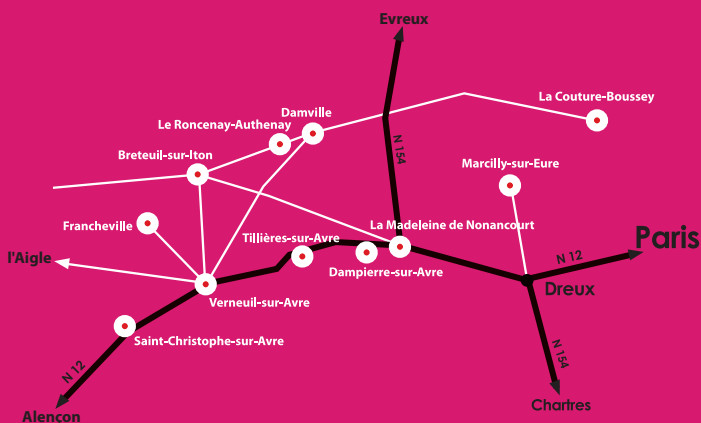 Evreux
La Couture-Boussey
Damville
Le Roncenay-Authenay
Breteuil-sur-Iton
N 154
Marcilly-sur-Eure
Francheville
La Madeleine de Nonancourt
Tillières-sur-Avre
Paris
l'Aigle
N 12
Dampierre-sur-Avre
Dreux
Verneuil-sur-Avre
Saint-Christophe-sur-Avre
N 154
N 12
Chartres
Alençon